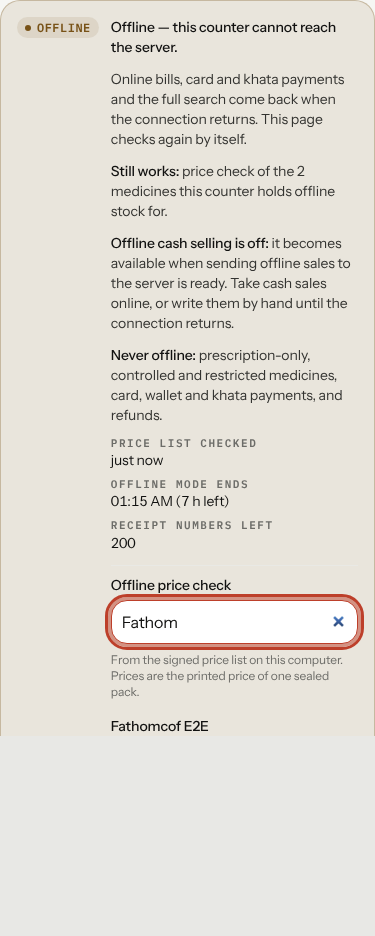 OFFLINE
Offline — this counter cannot reach
the server.
Online bills, card and khata payments
and the full search come back when
the connection returns. This page
checks again by itself.
Still works: price check of the 2
medicines this counter holds offline
stock for.
Offline cash selling is off: it becomes
available when sending offline sales to
the server is ready. Take cash sales
online, or write them by hand until the
connection returns.
Never offline: prescription-only,
controlled and restricted medicines,
card, wallet and khata payments, and
refunds.
PRICE LIST CHECKED
just now
OFFLINE MODE ENDS
01:15 AM (7 h left)
RECEIPT NUMBERS LEFT
200
Offline price check
Fathom
From the signed price list on this computer.
Prices are the printed price of one sealed
pack.
Fathomcof E2E